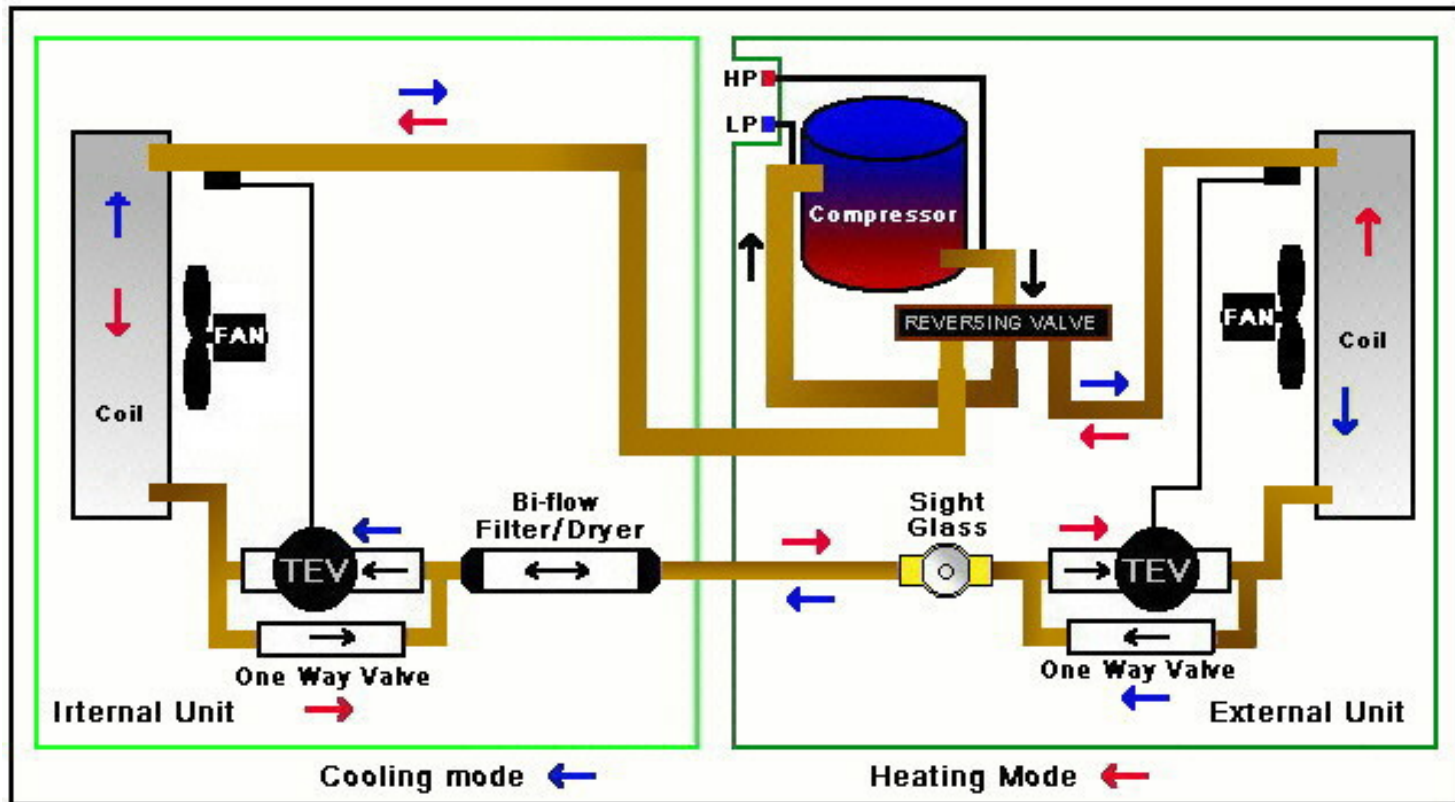 HP
LP
Compressor
REVERSING VALVE
FAN
FAN
Coil
Coil
Bi-flow
Filter/Dryer
Sight
Glass
TEV
TEV
One Way Valve
One Way Valve
Irternal Unit
External Unit
Cooling mode
Heating Mode